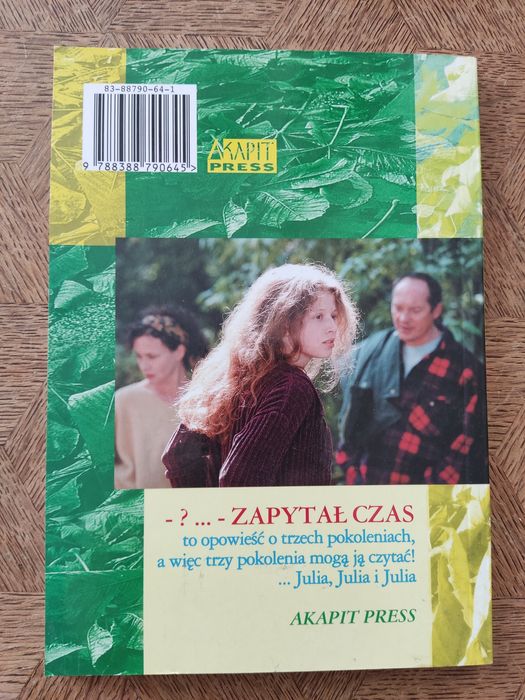 83-88790-64-1
9 788388 790645 >
AKAPIT
PRESS
- ? ... - ZAPYTAŁ CZAS
to opowieść o trzech pokoleniach,
a więc trzy pokolenia mogą ją czytać!
... Julia, Julia i Julia
AKAPIT PRESS